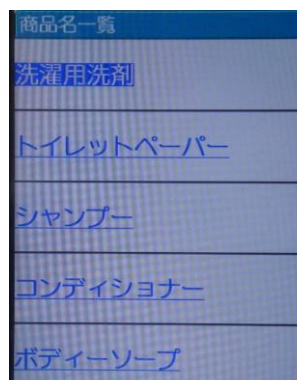 商品名一覧
洗濯用洗剤
トイレットペーパー
シャンプー
コンディショナー
ボディーソープ